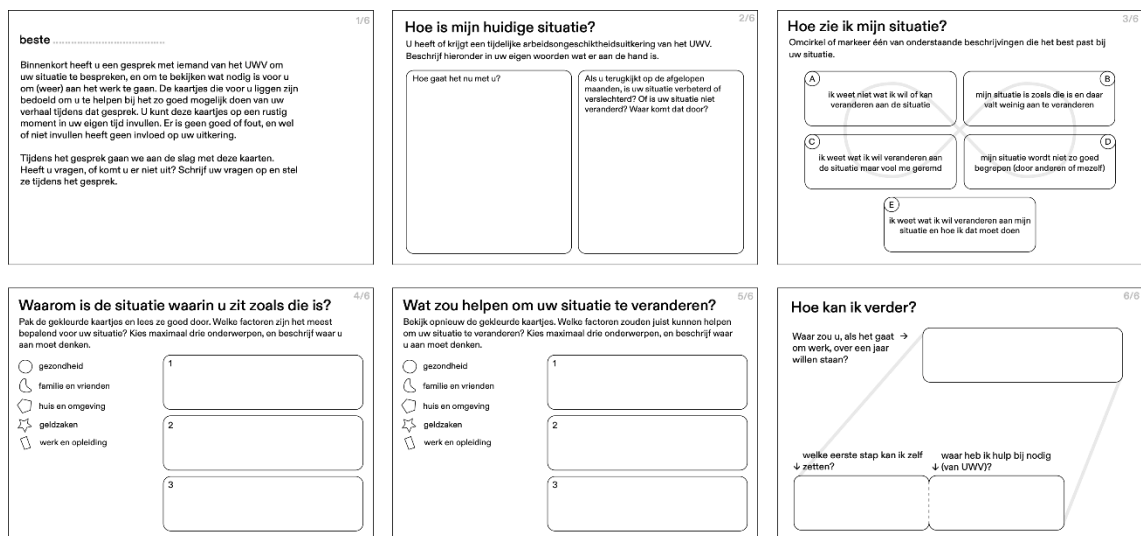 1/6
beste ..................................
Binnenkort heeft u een gesprek met iemand van het UWV om
uw situatie te bespreken, en om te bekijken wat nodig is voor u
om (weer) aan het werk te gaan. De kaartjes die voor u liggen zijn
bedoeld om u te helpen bij het zo goed mogelijk doen van uw
verhaal tijdens dat gesprek. U kunt deze kaartjes op een rustig
moment in uw eigen tijd invullen. Er is geen goed of fout, en wel
of niet invullen heeft geen invloed op uw uitkering.
Tijdens het gesprek gaan we aan de slag met deze kaarten.
Heeft u vragen, of komt u er niet uit? Schrijf uw vragen op en stel
ze tijdens het gesprek.
2/6
Hoe is mijn huidige situatie?
U heeft of krijgt een tijdelijke arbeidsongeschiktheidsuitkering van het UWV.
Beschrijf hieronder in uw eigen woorden wat er aan de hand is.
Hoe gaat het nu met u?
Als u terugkijkt op de afgelopen
maanden, is uw situatie verbeterd of
verslechterd? Of is uw situatie niet
veranderd? Waar komt dat door?
3/6
Hoe zie ik mijn situatie?
Omcirkel of markeer één van onderstaande beschrijvingen die het best past bij
uw situatie.
A
ik weet niet wat ik wil of kan
veranderen aan de situatie
B
mijn situatie is zoals die is en daar
valt weinig aan te veranderen
C
ik weet wat ik wil veranderen aan
de situatie maar voel me geremd
D
mijn situatie wordt niet zo goed
begrepen (door anderen of mezelf)
E
ik weet wat ik wil veranderen aan mijn
situatie en hoe ik dat moet doen
4/6
Waarom is de situatie waarin u zit zoals die is?
Pak de gekleurde kaartjes en lees ze goed door. Welke factoren zijn het meest
bepalend voor uw situatie? Kies maximaal drie onderwerpen, en beschrijf waar u
aan moet denken.
gezondheid
familie en vrienden
huis en omgeving
geldzaken
werk en opleiding
1
2
3
5/6
Wat zou helpen om uw situatie te veranderen?
Bekijk opnieuw de gekleurde kaartjes. Welke factoren zouden juist kunnen helpen
om uw situatie te veranderen? Kies maximaal drie onderwerpen, en beschrijf waar
u aan moet denken.
gezondheid
familie en vrienden
huis en omgeving
geldzaken
werk en opleiding
1
2
3
6/6
Hoe kan ik verder?
Waar zou u, als het gaat →
om werk, over een jaar
willen staan?
welke eerste stap kan ik zelf
↓ zetten?
waar heb ik hulp bij nodig
↓ (van UWV)?